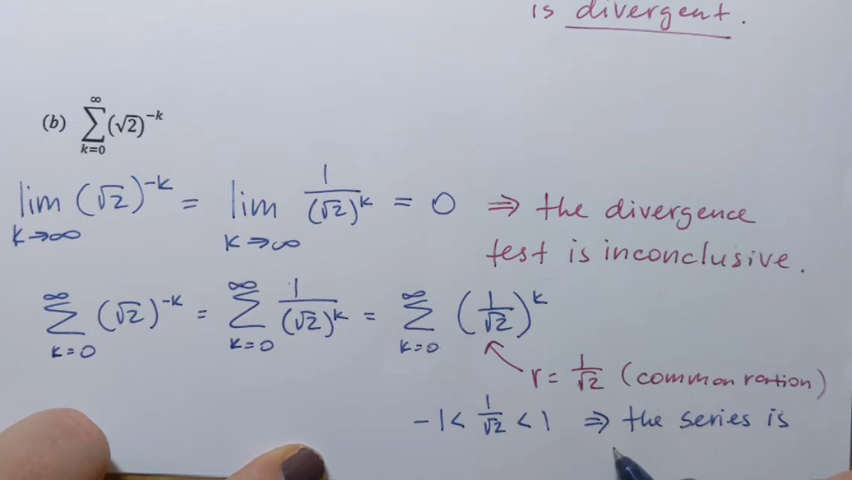 is divergent.
(b) ∑_{k=0}^{∞} (√2)^{-k}
lim_{k→∞} (√2)^{-k} = lim_{k→∞} 1/(√2)^k = 0 ⇒ the divergence
test is inconclusive.
∑_{k=0}^{∞} (√2)^{-k} = ∑_{k=0}^{∞} 1/(√2)^k = ∑_{k=0}^{∞} (1/√2)^k
r = 1/√2 (common ration)
-1 < 1/√2 < 1 ⇒ the series is